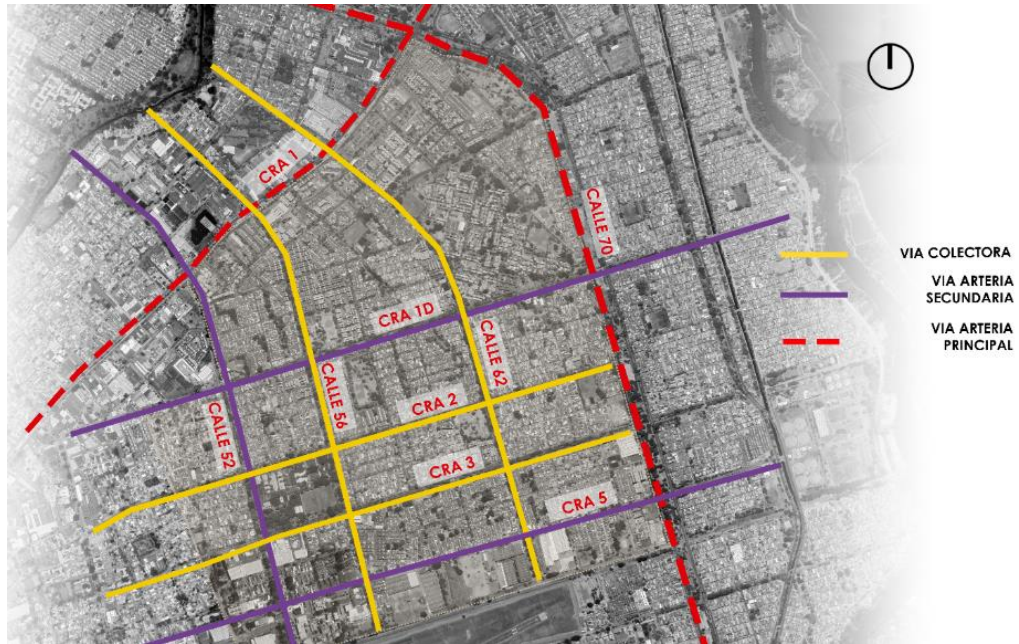 CRA 1
CALLE 70
VIA COLECTORA
VIA ARTERIA
SECUNDARIA
CRA 1D
VIA ARTERIA
PRINCIPAL
CALLE 62
CALLE 56
CRA 2
CALLE 52
CRA 3
CRA 5